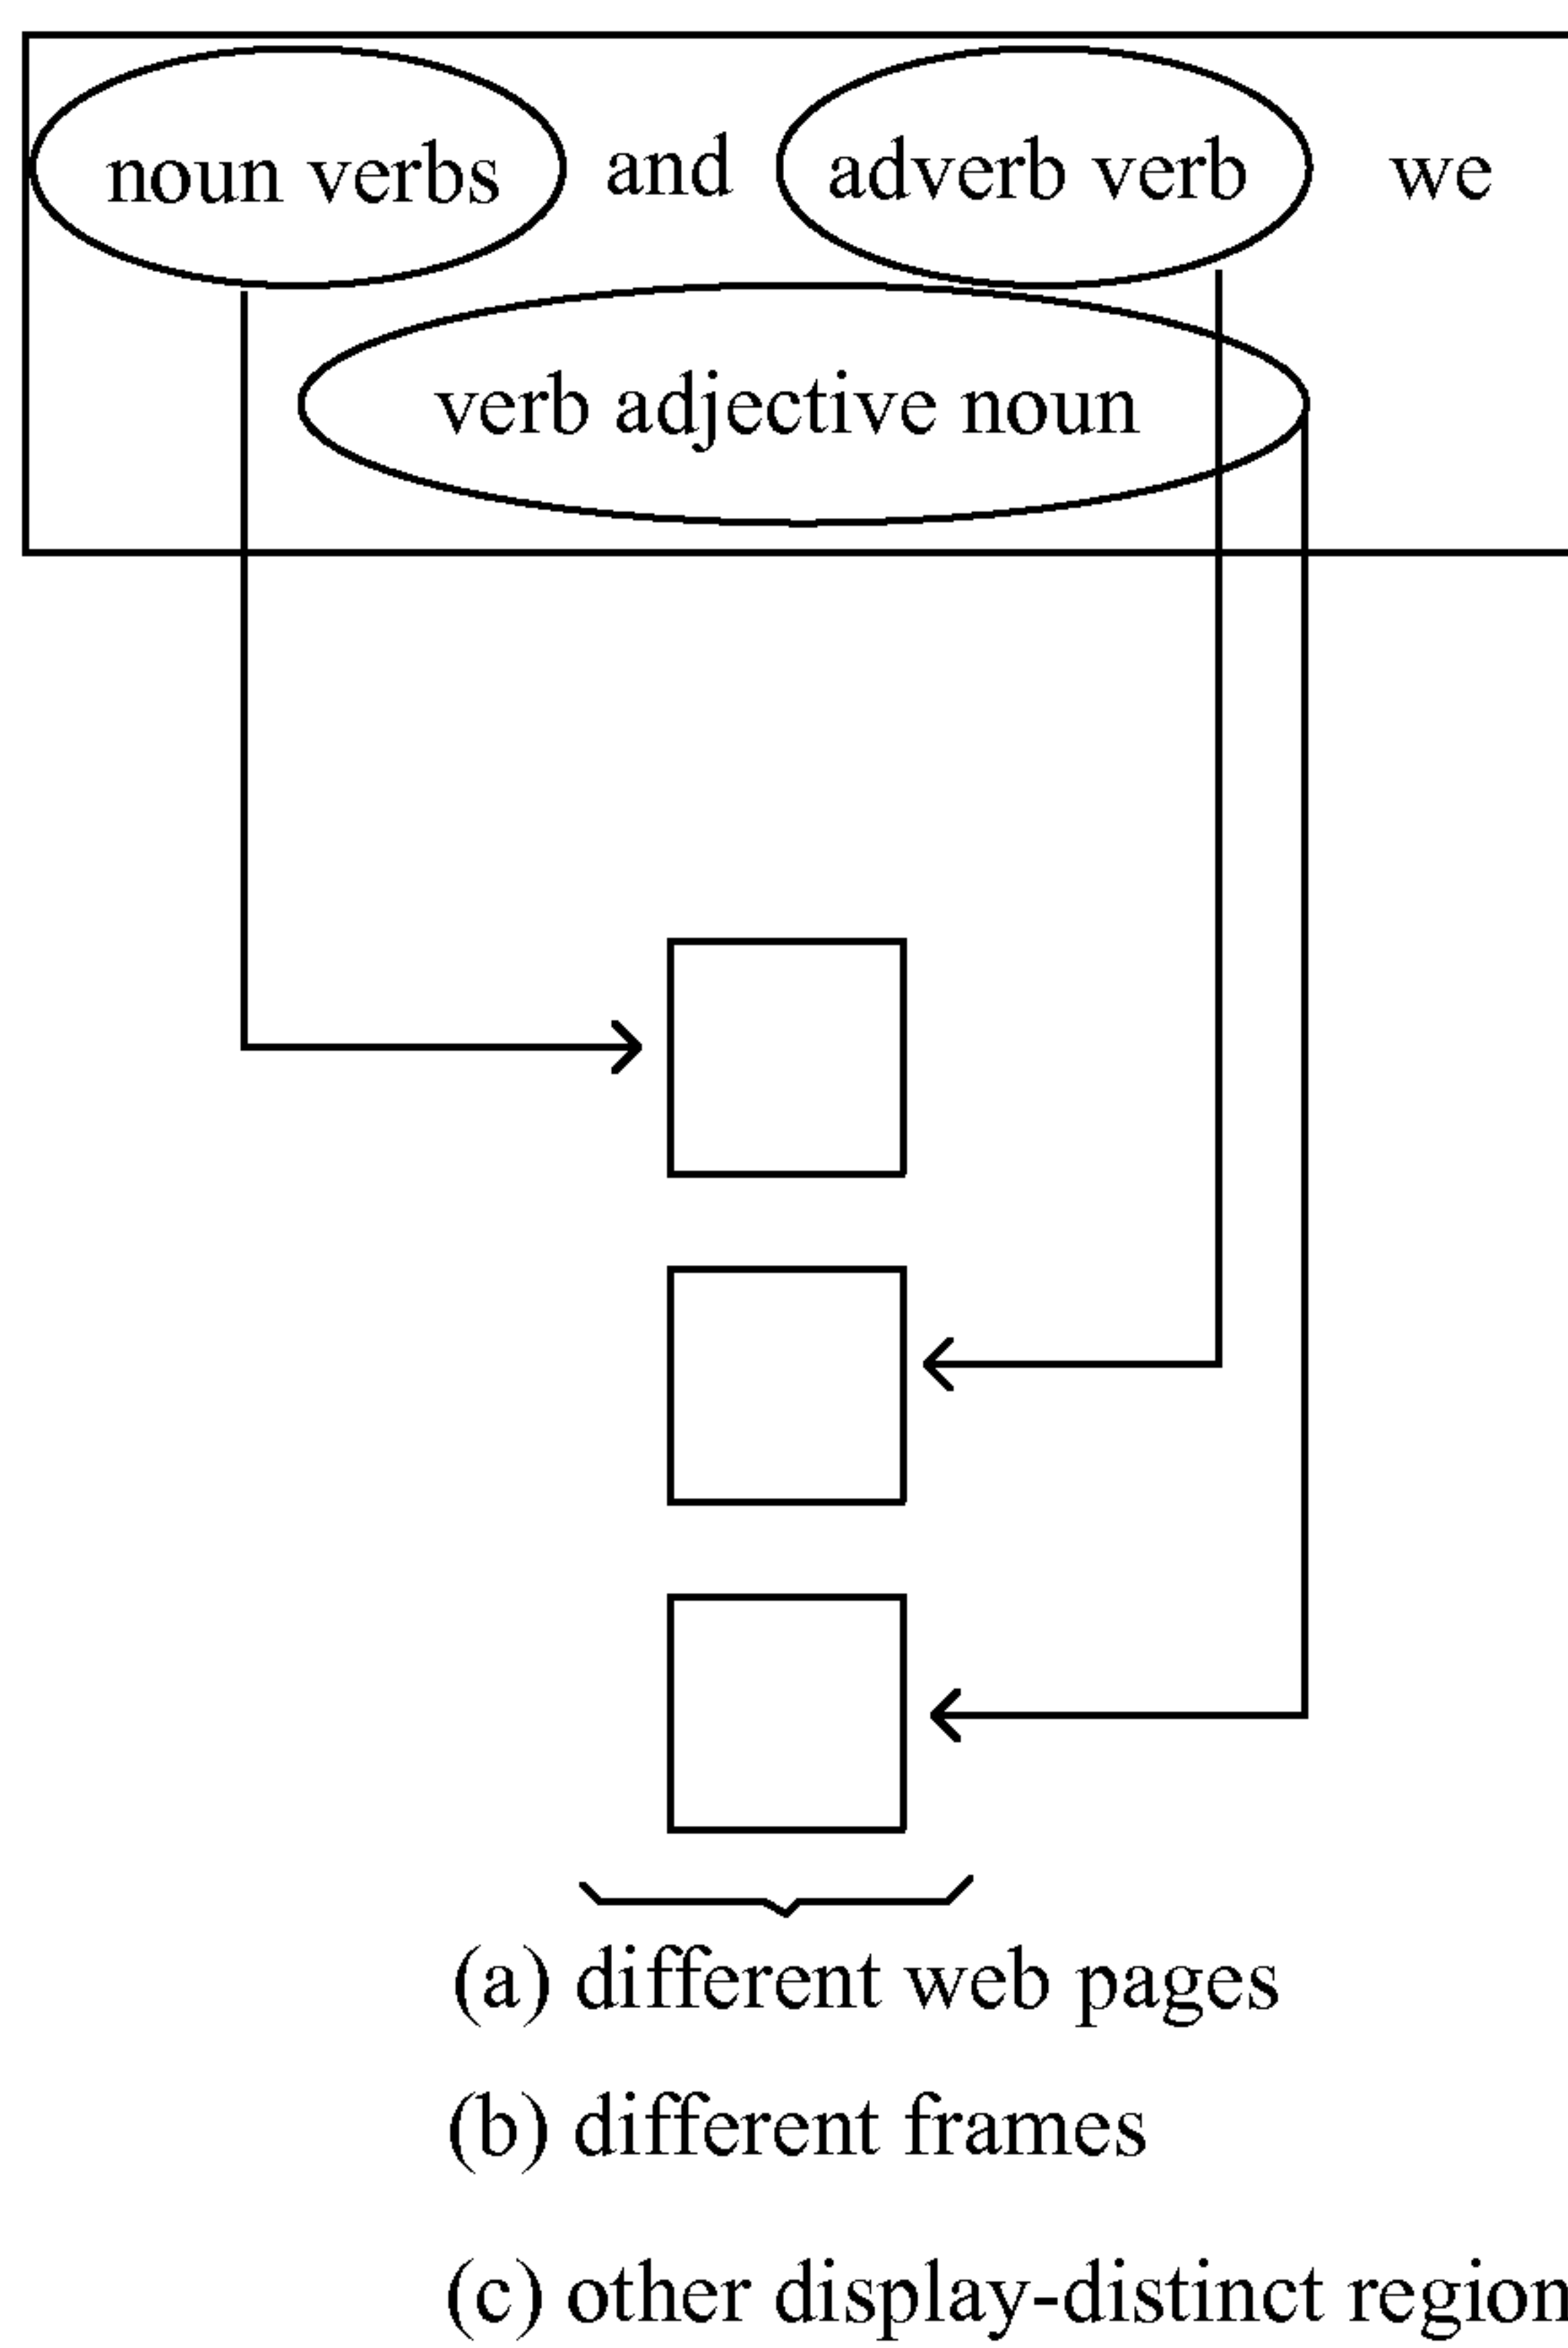 noun verbs and adverb verb we
verb adjective noun
(a) different web pages
(b) different frames
(c) other display-distinct region